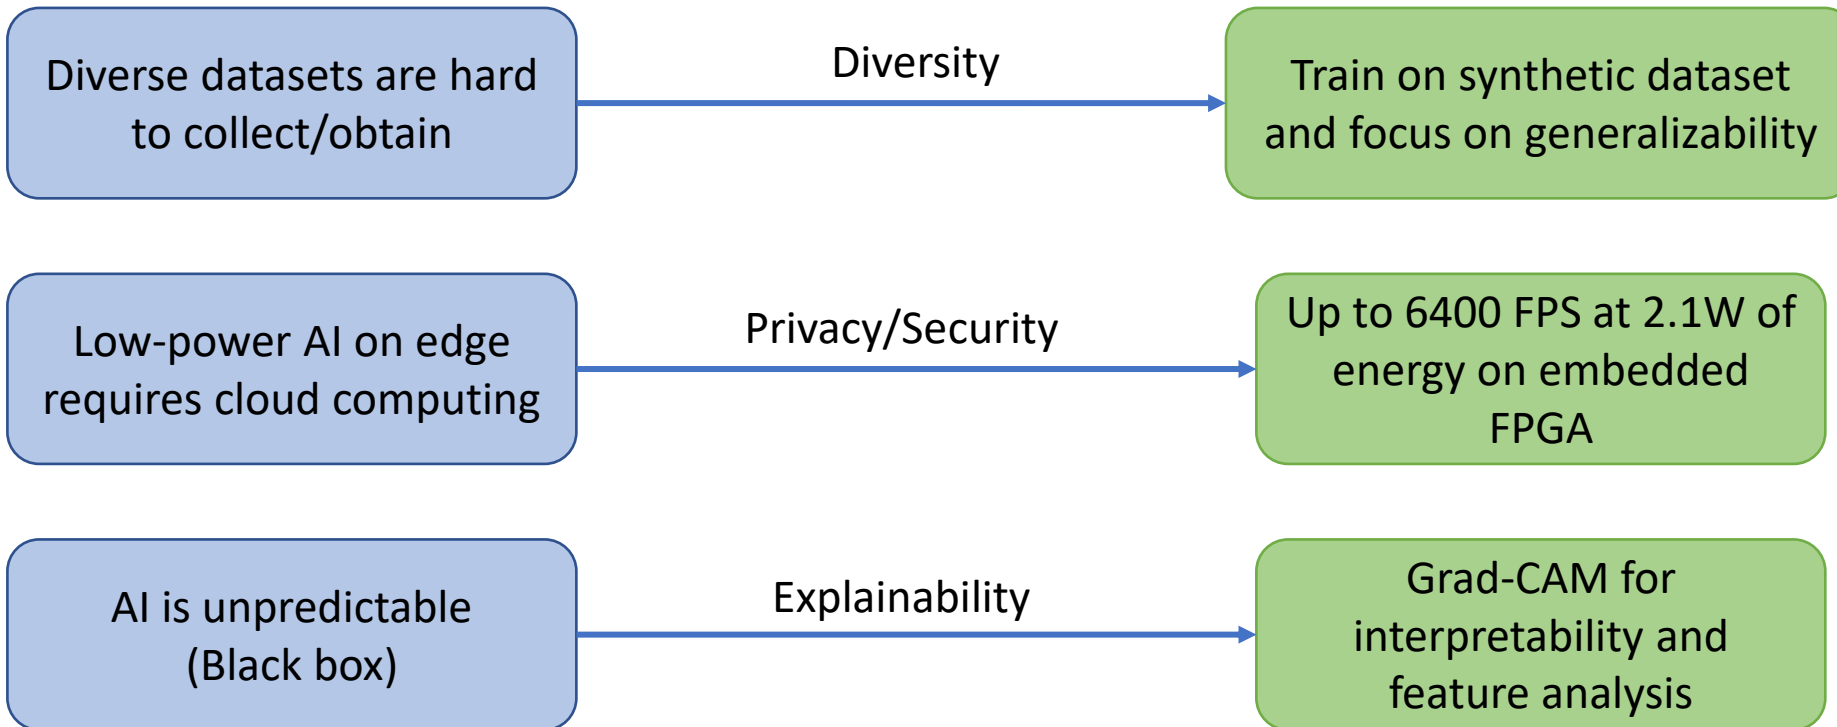 Diverse datasets are hard
to collect/obtain
Diversity
Train on synthetic dataset
and focus on generalizability
Low-power AI on edge
requires cloud computing
Privacy/Security
Up to 6400 FPS at 2.1W of
energy on embedded
FPGA
AI is unpredictable
(Black box)
Explainability
Grad-CAM for
interpretability and
feature analysis